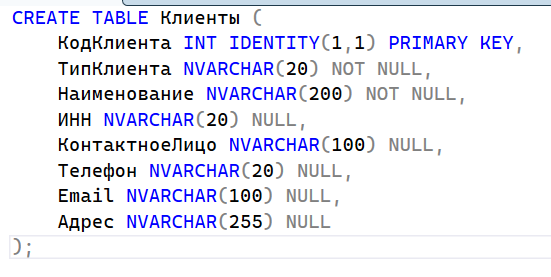 CREATE TABLE Клиенты (
КодКлиента INT IDENTITY(1,1) PRIMARY KEY,
ТипКлиента NVARCHAR(20) NOT NULL,
Наименование NVARCHAR(200) NOT NULL,
ИНН NVARCHAR(20) NULL,
КонтактноеЛицо NVARCHAR(100) NULL,
Телефон NVARCHAR(20) NULL,
Email NVARCHAR(100) NULL,
Адрес NVARCHAR(255) NULL
);